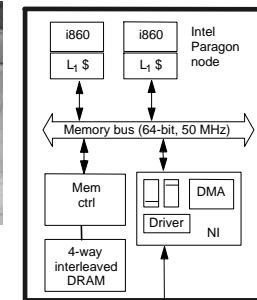 i860
i860
Intel
Paragon
node
L₁ $
L₁ $
Memory bus (64-bit, 50 MHz)
Mem
ctrl
DMA
Driver
NI
4-way
interleaved
DRAM